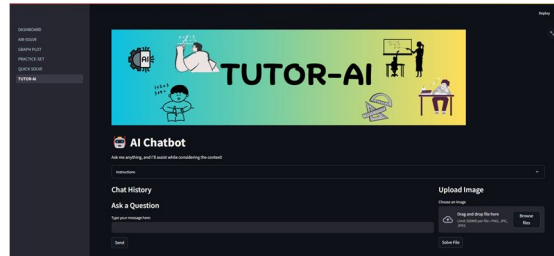 Deploy
DASHBOARD
AIR-SOLVE
GRAPH PLOT
PRACTICE SET
QUICK SOLVE
TUTOR-AI
TUTOR-AI
AI Chatbot
Ask me anything, and I'll assist while considering the context!
Instructions
Chat History
Ask a Question
Type your message here:
Send
Upload Image
Choose an image
Drag and drop file here
Limit 200MB per file • PNG, JPG, JPEG
Browse files
Solve File